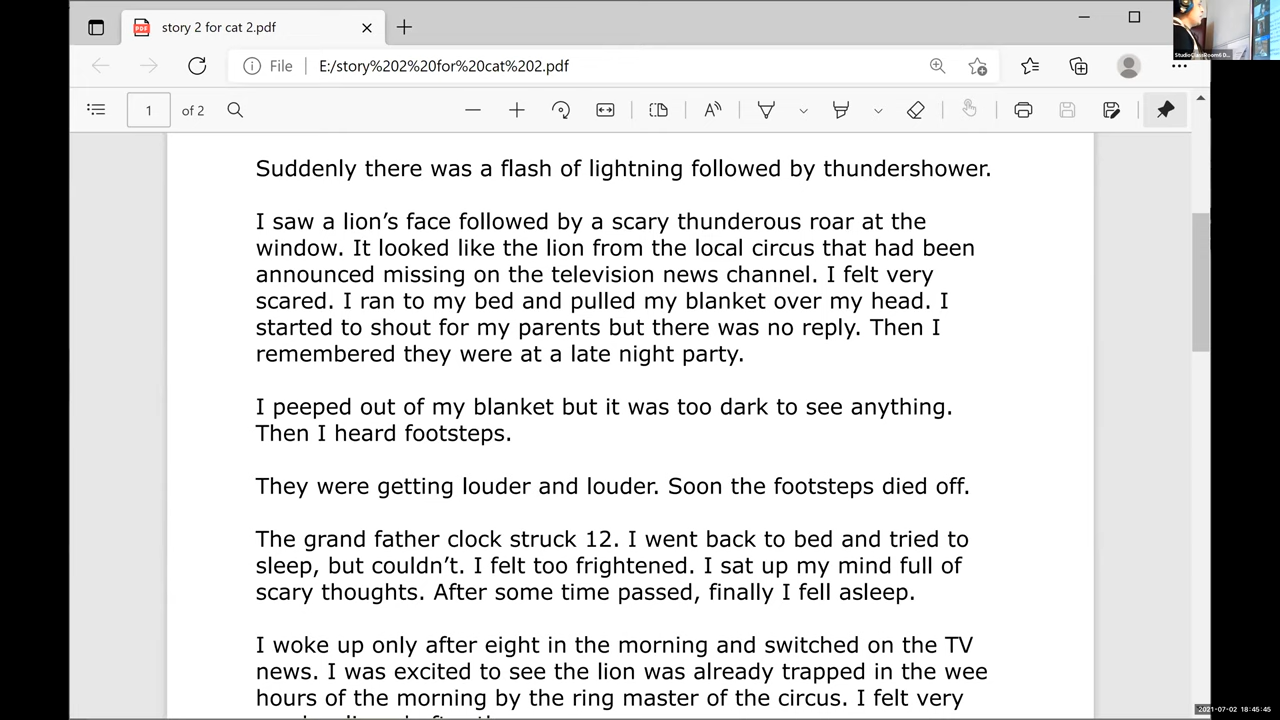 story 2 for cat 2.pdf
File
E:/story%202%20for%20cat%202.pdf
1
of 2
Suddenly there was a flash of lightning followed by thundershower.
I saw a lion’s face followed by a scary thunderous roar at the
window. It looked like the lion from the local circus that had been
announced missing on the television news channel. I felt very
scared. I ran to my bed and pulled my blanket over my head. I
started to shout for my parents but there was no reply. Then I
remembered they were at a late night party.
I peeped out of my blanket but it was too dark to see anything.
Then I heard footsteps.
They were getting louder and louder. Soon the footsteps died off.
The grand father clock struck 12. I went back to bed and tried to
sleep, but couldn’t. I felt too frightened. I sat up my mind full of
scary thoughts. After some time passed, finally I fell asleep.
I woke up only after eight in the morning and switched on the TV
news. I was excited to see the lion was already trapped in the wee
hours of the morning by the ring master of the circus. I felt very
2021-07-02 18:45:45